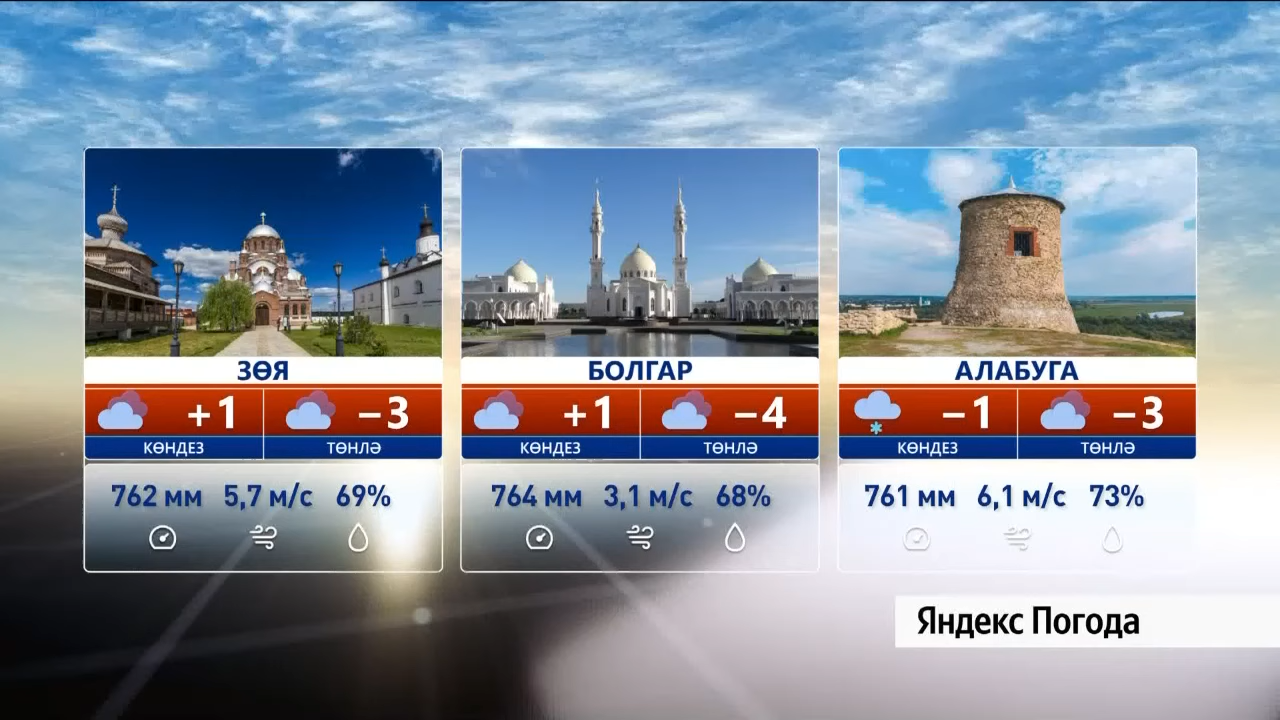 ЗӨЯ
+1 −3
КӨНДЕЗ ТӨНЛӘ
762 мм 5,7 м/с 69%
БОЛГАР
+1 −4
КӨНДЕЗ ТӨНЛӘ
764 мм 3,1 м/с 68%
АЛАБУГА
−1 −3
КӨНДЕЗ ТӨНЛӘ
761 мм 6,1 м/с 73%
Яндекс Погода